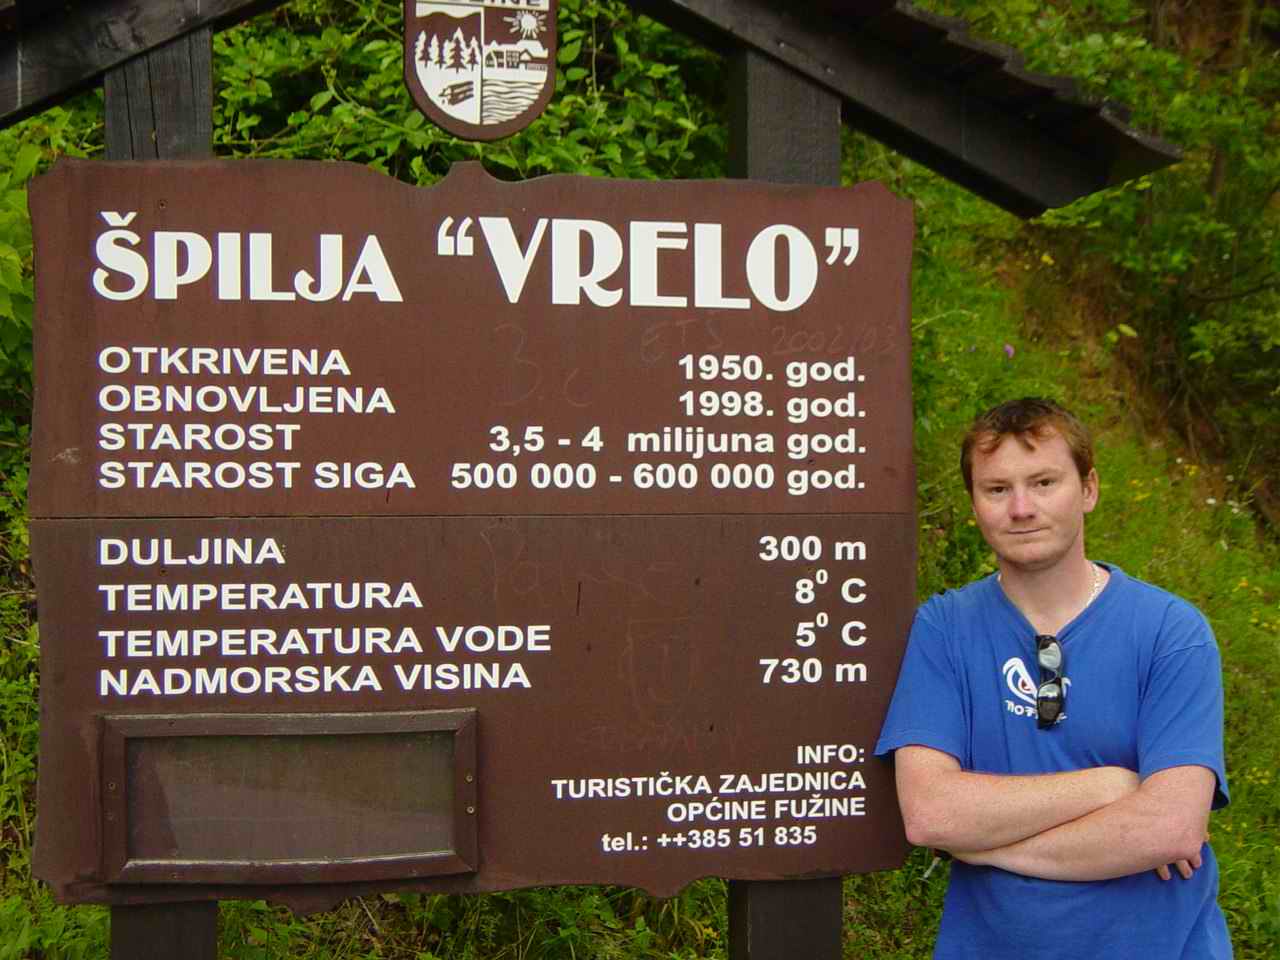 ŠPILJA “VRELO”
OTKRIVENA 1950. god.
OBNOVLJENA 1998. god.
STAROST 3,5 - 4 milijuna god.
STAROST SIGA 500 000 - 600 000 god.
DULJINA 300 m
TEMPERATURA 8⁰ C
TEMPERATURA VODE 5⁰ C
NADMORSKA VISINA 730 m
INFO:
TURISTIČKA ZAJEDNICA
OPĆINE FUŽINE
tel.: ++385 51 835